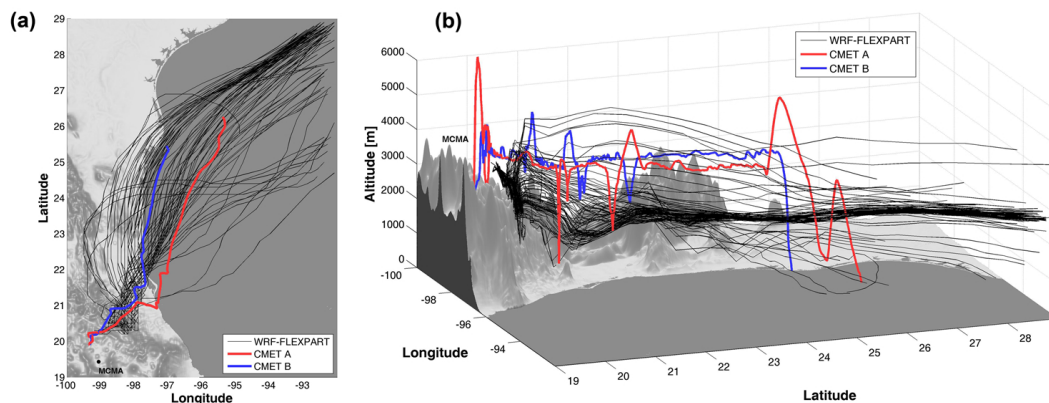 (a)
29
28
27
26
25
24
23
22
21
20
19
Latitude
-100 -99 -98 -97 -96 -95 -94 -93
Longitude
MCMA
WRF-FLEXPART
CMET A
CMET B
(b)
6000
5000
4000
3000
2000
1000
0
Altitude [m]
MCMA
WRF-FLEXPART
CMET A
CMET B
-100
-98
-96
-94
Longitude
19 20 21 22 23 24 25 26 27 28
Latitude